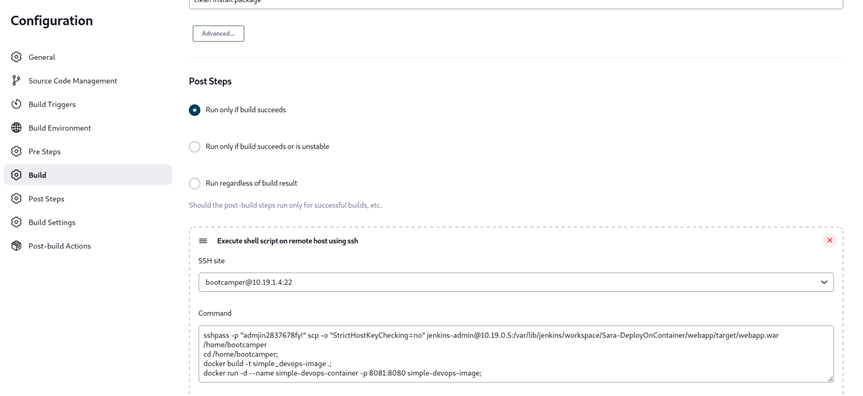 clean install package
Configuration
Advanced...
General
Source Code Management
Post Steps
Build Triggers
Run only if build succeeds
Build Environment
Pre Steps
Run only if build succeeds or is unstable
Build
Run regardless of build result
Post Steps
Should the post-build steps run only for successful builds, etc.
Build Settings
Execute shell script on remote host using ssh
Post-build Actions
SSH site
bootcamper@10.19.1.4:22
Command
sshpass -p "admjin2837678fy!" scp -o "StrictHostKeyChecking=no" jenkins-admin@10.19.0.5:/var/lib/jenkins/workspace/Sara-DeployOnContainer/webapp/target/webapp.war
/home/bootcamper
cd /home/bootcamper;
docker build -t simple_devops-image .;
docker run -d --name simple-devops-container -p 8081:8080 simple-devops-image;